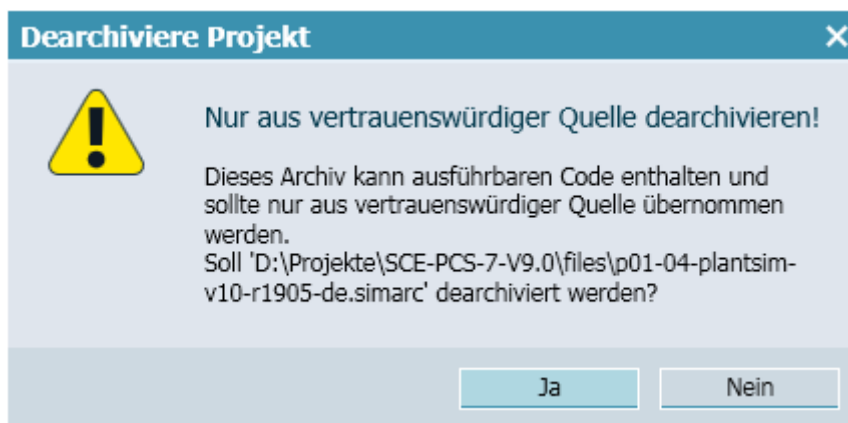 Dearchiviere Projekt
Nur aus vertrauenswürdiger Quelle dearchivieren!
Dieses Archiv kann ausführbaren Code enthalten und
sollte nur aus vertrauenswürdiger Quelle übernommen
werden.
Soll 'D:\Projekte\SCE-PCS-7-V9.0\files\p01-04-plantsim-
v10-r1905-de.simarc' dearchiviert werden?
Ja
Nein